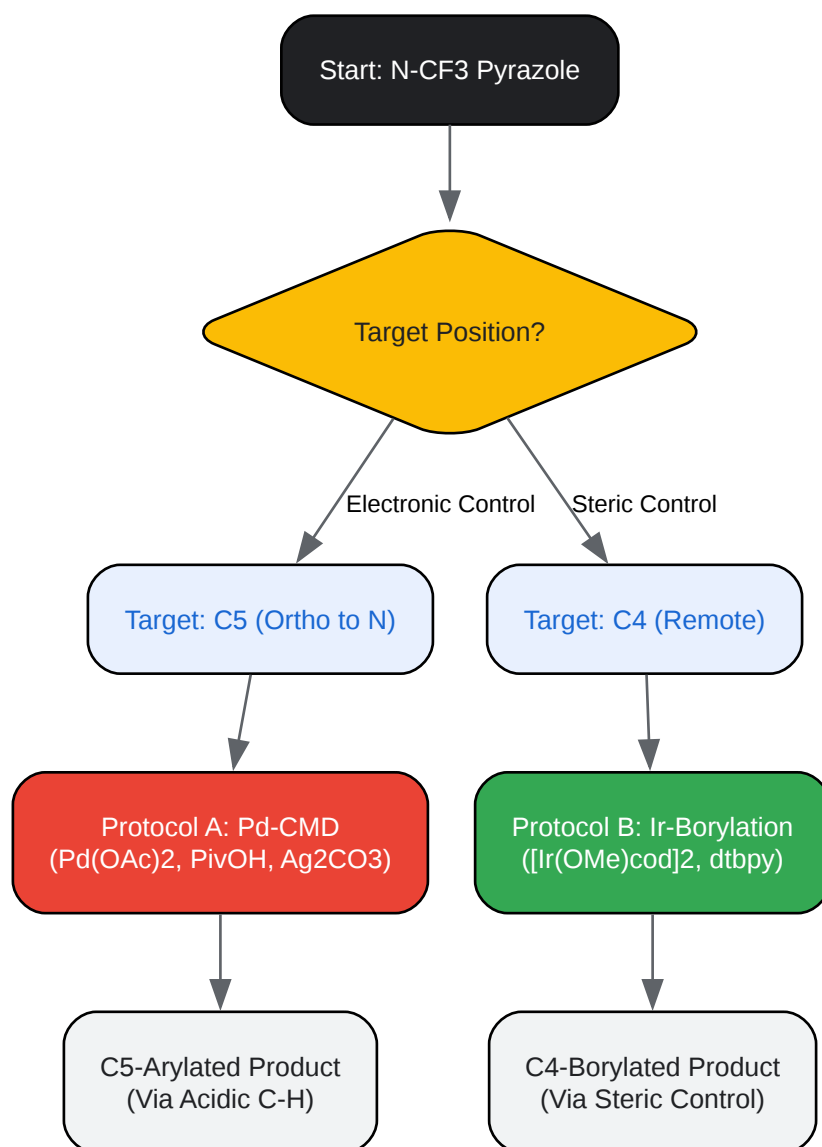 Start: N-CF3 Pyrazole
Target Position?
Electronic Control
Steric Control
Target: C5 (Ortho to N)
Target: C4 (Remote)
Protocol A: Pd-CMD
(Pd(OAc)2, PivOH, Ag2CO3)
Protocol B: Ir-Borylation
([Ir(OMe)cod]2, dtbpy)
C5-Arylated Product
(Via Acidic C-H)
C4-Borylated Product
(Via Steric Control)